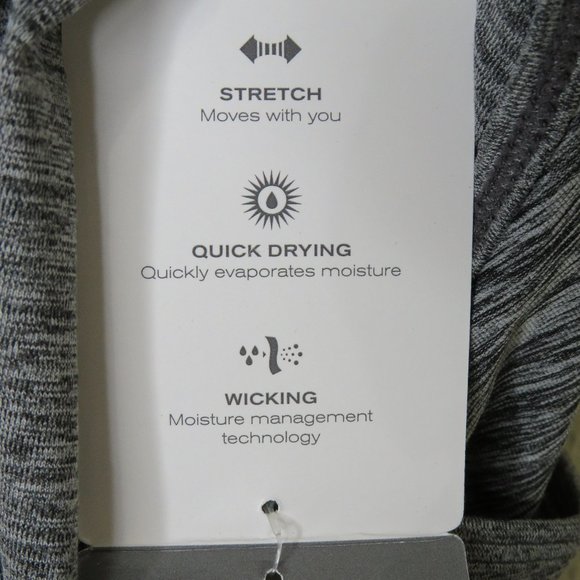 STRETCH
Moves with you
QUICK DRYING
Quickly evaporates moisture
WICKING
Moisture management
technology